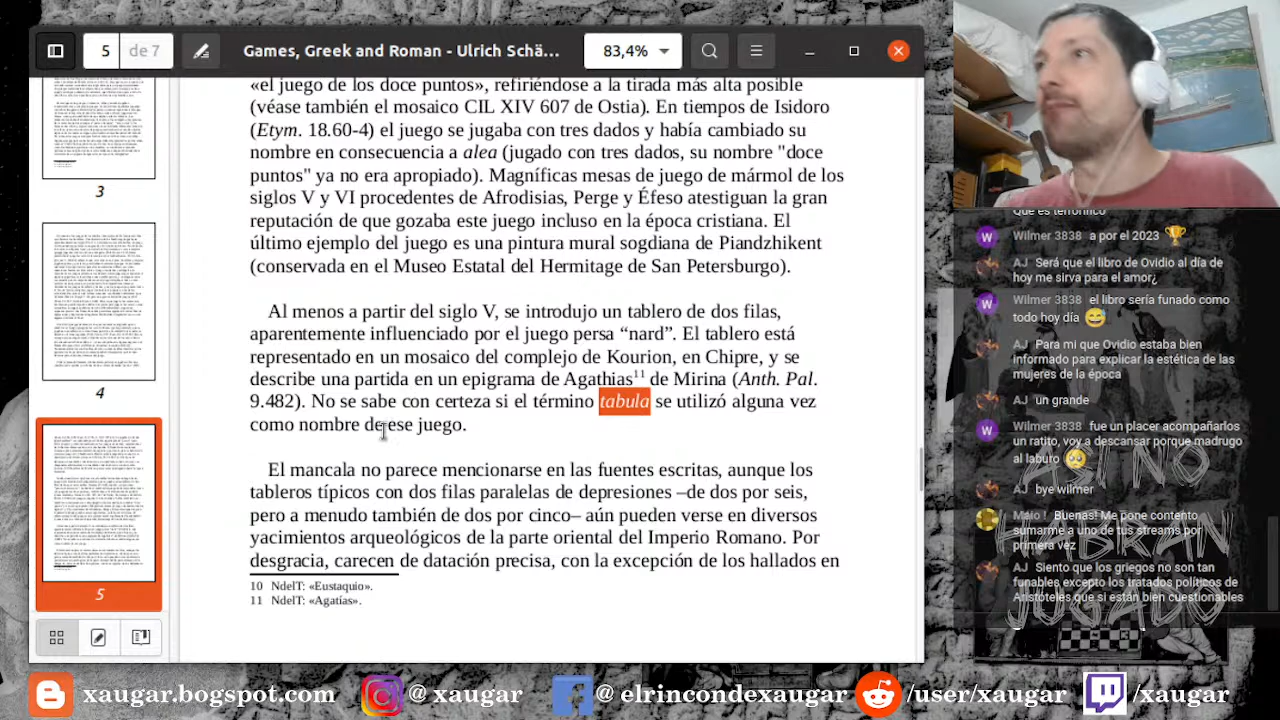 5
de 7
Games, Greek and Roman - Ulrich Schä...
83,4%
3
4
5
«el juego de los doce puntos»,
(véase también el mosaico CIL XIV 607 de Ostia). En tiempos de Isidoro
(Etym. 18.60-4) el juego se jugaba con tres dados y había cambiado su
nombre en consecuencia a alea (jugado con tres dados, su nombre "doce
puntos" ya no era apropiado). Magníficas mesas de juego de mármol de los
siglos V y VI procedentes de Afrodisias, Perge y Éfeso atestiguan la gran
reputación de que gozaba este juego incluso en la época cristiana. El
último ejemplo del juego es una pintura mural sogdiana de Piandzhikent
(conservada en el Museo Estatal del Hermitage de San Petersburgo).
Al menos a partir del siglo V, se introdujo un tablero de dos filas,
aparentemente influenciado por el juego persa “nard”. El tablero está
representado en un mosaico del complejo de Kourion, en Chipre, y se
describe una partida en un epigrama de Agathias11 de Mirina (Anth. Pal.
9.482). No se sabe con certeza si el término tabula se utilizó alguna vez
como nombre de ese juego.
El mancala no parece mencionarse en las fuentes escritas, aunque los
tableros típicos con dos filas paralelas de depresiones –de dos por seis,
pero a menudo también de dos por cinco– aún pueden verse en diversos
yacimientos arqueológicos de la parte oriental del Imperio Romano. Por
desgracia, carecen de datación precisa, con la excepción de los hallados en
10 NdelT: «Eustaquio».
11 NdelT: «Agatías».
Que es terrorífico
W Wilmer 3838 a por el 2023 🏆
AJ Será que el libro de Ovidio al día de
hoy me sirva para el amor¿
W Wilmer 3838 el libro sería funado como
todo hoy día 😅
AJ Para mi que Ovidio estaba bien
informado para explicar la estética de las
mujeres de la época
AJ un grande
W Wilmer 3838 fue un placer acompañarlos
un ratito, voy a descansar porque madrugo
al laburo 🥺
AJ bye wilmer
Malo ! Buenas! Me pone contento
sumarme a uno de tus streams por
primera vez
AJ Siento que los griegos no son tan
funables excepto los tratados políticos de
Aristóteles que si están bien cuestionables
Y NO
HABRÁN
JUGADO
xaugar.bogspot.com
@ xaugar
@ elrincondexaugar
/user/xaugar
/xaugar